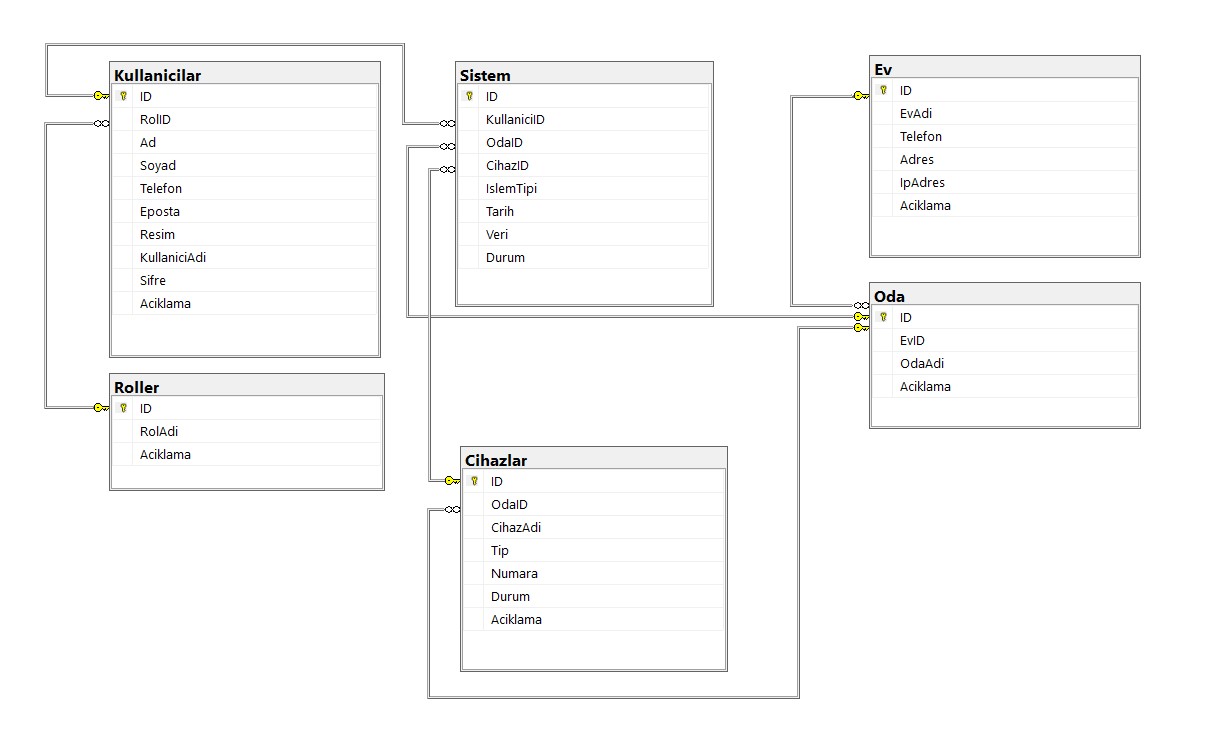 Kullanicilar
ID
RolID
Ad
Soyad
Telefon
Eposta
Resim
KullaniciAdi
Sifre
Aciklama
Roller
ID
RolAdi
Aciklama
Sistem
ID
KullaniciID
OdaID
CihazID
IslemTipi
Tarih
Veri
Durum
Cihazlar
ID
OdaID
CihazAdi
Tip
Numara
Durum
Aciklama
Ev
ID
EvAdi
Telefon
Adres
IpAdres
Aciklama
Oda
ID
EvID
OdaAdi
Aciklama